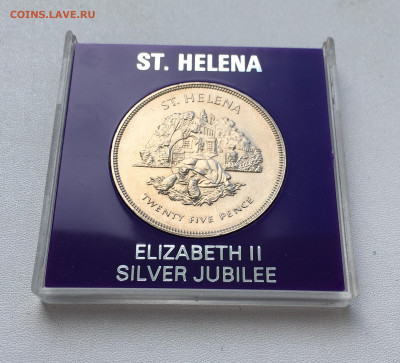 COINS.LAVE.RU
ST. HELENA
ST. HELENA
TWENTY FIVE PENCE
ELIZABETH II
SILVER JUBILEE